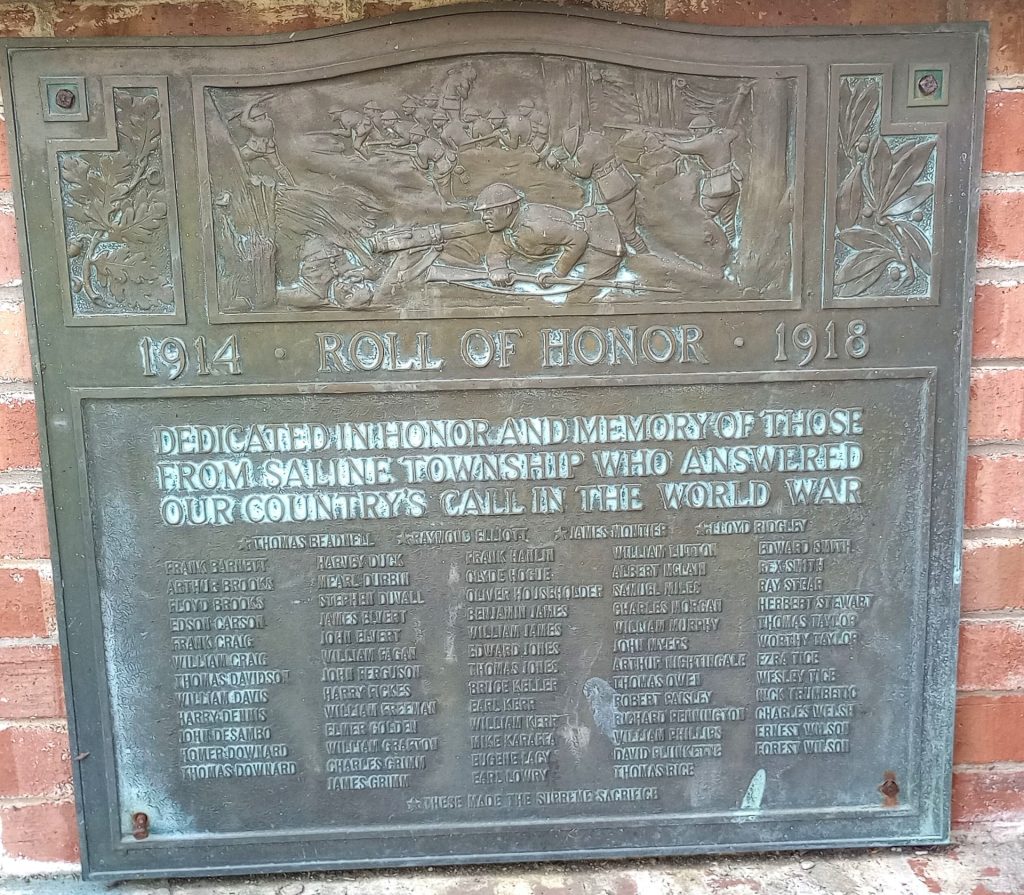 1914 · ROLL OF HONOR · 1918
DEDICATED IN HONOR AND MEMORY OF THOSE
FROM SALINE TOWNSHIP WHO ANSWERED
OUR COUNTRY'S CALL IN THE WORLD WAR
☆THOMAS BEADNELL ☆RAYMOND ELLIOTT ☆JAMES MONTIER ☆FLOYD RIDGLEY
FRANK BARNETT
ARTHUR BROOKS
FLOYD BROOKS
EDSON CARSON
FRANK CRAIG
WILLIAM CRAIG
THOMAS DAVIDSON
WILLIAM DAVIS
HARRY DENNIS
JOHN DESAMBO
HOMER DOWNARD
THOMAS DOWNARD
HARVEY DUCK
MEARL DURBIN
STEPHEN DUVALL
JAMES ELVERT
JOHN ELVERT
WILLIAM FAGAN
JOHN FERGUSON
HARRY FICKES
WILLIAM FREEMAN
ELMER GOLDEN
WILLIAM GRAFTON
CHARLES GRIMM
JAMES GRIMM
FRANK HAMLIN
CLYDE HOGUE
OLIVER HOUSEHOLDER
BENJAMIN JAMES
WILLIAM JAMES
EDWARD JONES
THOMAS JONES
BRUCE KELLER
EARL KERR
WILLIAM KERR
MIKE
EUGENE LACY
EARL LOWRY
WILLIAM
ALBERT MCLAIN
SAMUEL MILES
CHARLES MORGAN
WILLIAM MURPHY
JOHN MYERS
ARTHUR NIGHTINGALE
THOMAS OWEN
ROBERT PAISLEY
RICHARD PENNINGTON
WILLIAM PHILLIPS
DAVID
THOMAS RICE
EDWARD SMITH
REX SMITH
RAY STEAR
HERBERT STEWART
THOMAS TAYLOR
WORTHY TAYLOR
EZRA TICE
WESLEY TICE
NICK
CHARLES WELSH
ERNEST WILSON
FOREST WILSON
☆THESE MADE THE SUPREME SACRIFICE